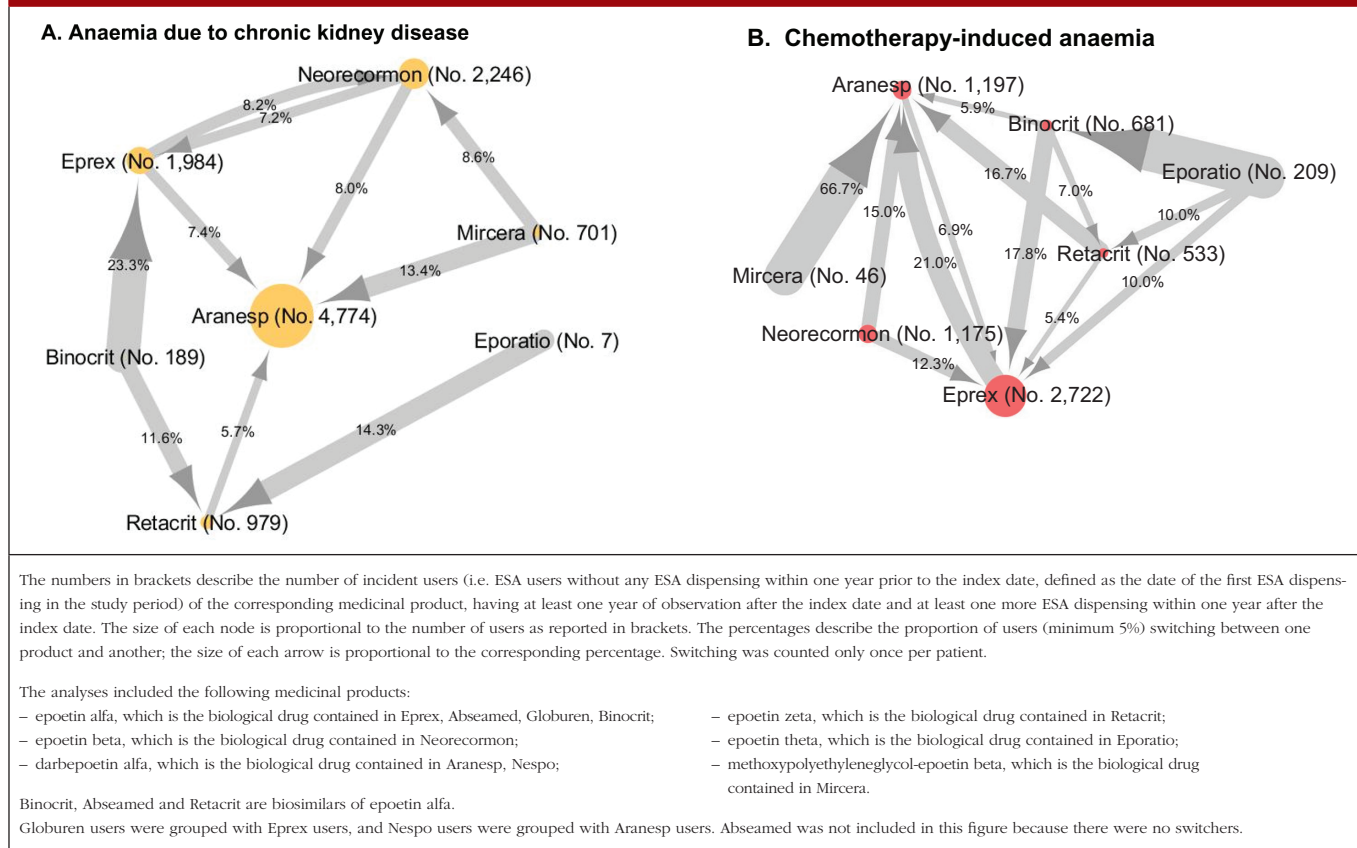 A. Anaemia due to chronic kidney disease
Neorecormon (No. 2,246)
8.2%
7.2%
Eprex (No. 1,984)
8.6%
8.0%
7.4%
Mircera (No. 701)
13.4%
23.3%
Aranesp (No. 4,774)
Eporatio (No. 7)
Binocrit (No. 189)
11.6%
5.7%
14.3%
Retacrit (No. 979)
B. Chemotherapy-induced anaemia
Aranesp (No. 1,197)
5.9%
Binocrit (No. 681)
Eporatio (No. 209)
16.7%
66.7%
7.0%
15.0%
10.0%
6.9%
17.8%
Retacrit (No. 533)
21.0%
Mircera (No. 46)
10.0%
5.4%
Neorecormon (No. 1,175)
12.3%
Eprex (No. 2,722)
The numbers in brackets describe the number of incident users (i.e. ESA users without any ESA dispensing within one year prior to the index date, defined as the date of the first ESA dispens-
ing in the study period) of the corresponding medicinal product, having at least one year of observation after the index date and at least one more ESA dispensing within one year after the
index date. The size of each node is proportional to the number of users as reported in brackets. The percentages describe the proportion of users (minimum 5%) switching between one
product and another; the size of each arrow is proportional to the corresponding percentage. Switching was counted only once per patient.
The analyses included the following medicinal products:
– epoetin alfa, which is the biological drug contained in Eprex, Abseamed, Globuren, Binocrit;
– epoetin beta, which is the biological drug contained in Neorecormon;
– darbepoetin alfa, which is the biological drug contained in Aranesp, Nespo;
– epoetin zeta, which is the biological drug contained in Retacrit;
– epoetin theta, which is the biological drug contained in Eporatio;
– methoxypolyethyleneglycol-epoetin beta, which is the biological drug
contained in Mircera.
Binocrit, Abseamed and Retacrit are biosimilars of epoetin alfa.
Globuren users were grouped with Eprex users, and Nespo users were grouped with Aranesp users. Abseamed was not included in this figure because there were no switchers.